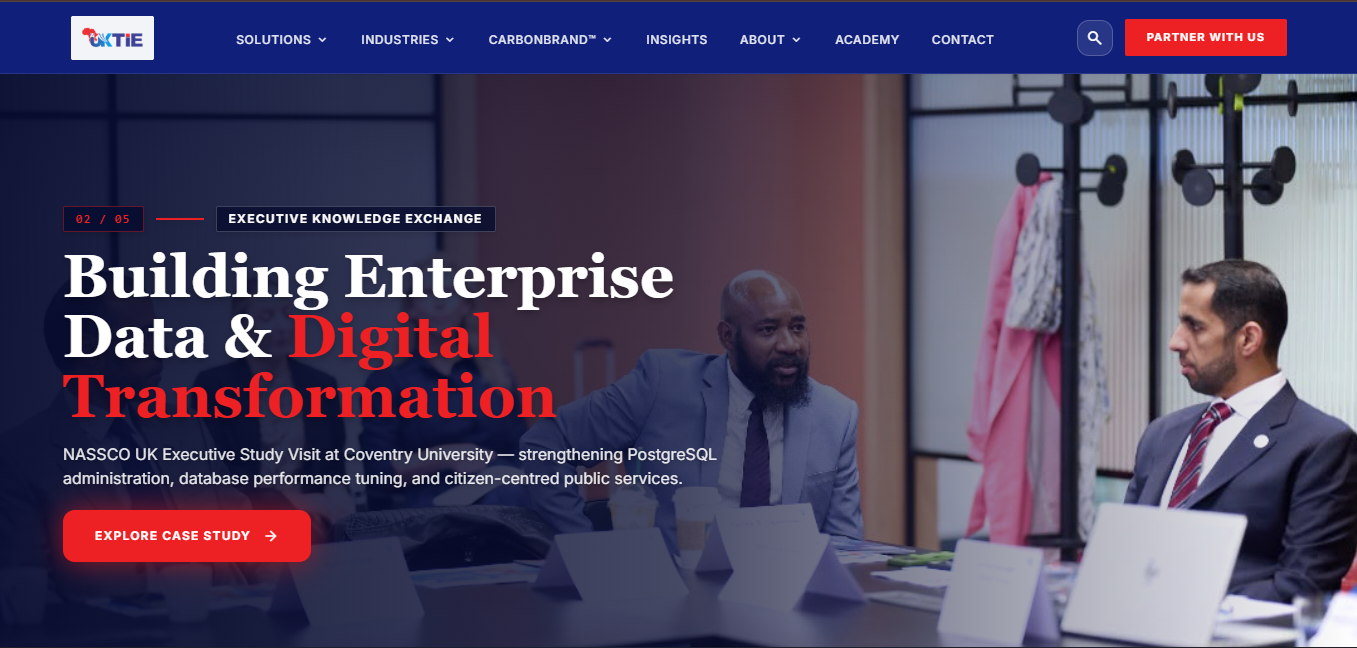 UKTIE
SOLUTIONS
INDUSTRIES
CARBONBRAND™
INSIGHTS
ABOUT
ACADEMY
CONTACT
PARTNER WITH US
02 / 05
EXECUTIVE KNOWLEDGE EXCHANGE
Building Enterprise
Data & Digital
Transformation
NASSCO UK Executive Study Visit at Coventry University — strengthening PostgreSQL
administration, database performance tuning, and citizen-centred public services.
EXPLORE CASE STUDY